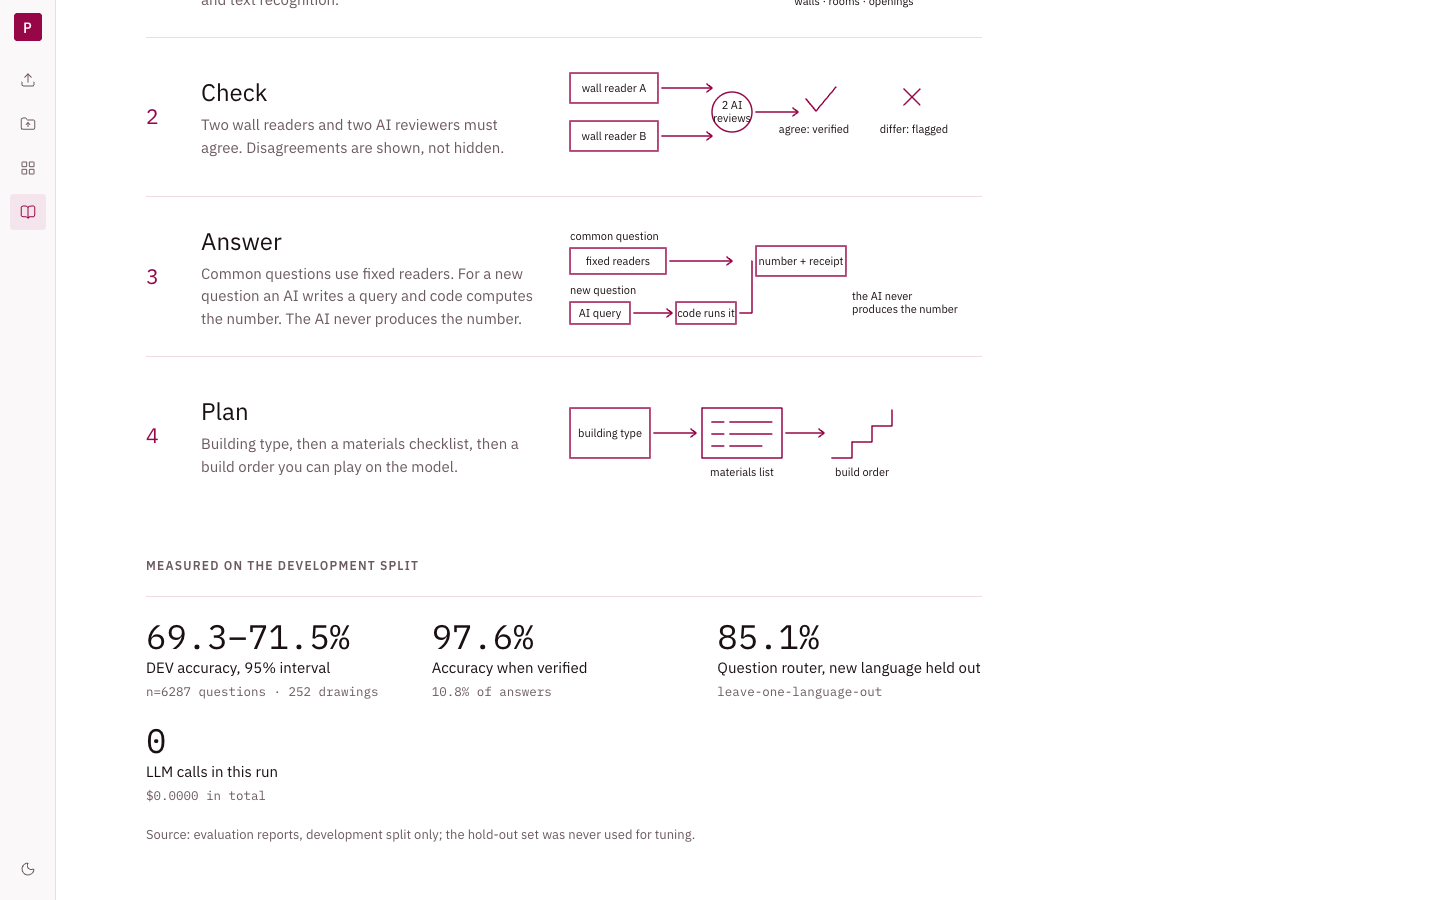 P
and text recognition.
walls · rooms · openings
2
Check
Two wall readers and two AI reviewers must
agree. Disagreements are shown, not hidden.
wall reader A
wall reader B
2 AI
reviews
agree: verified
differ: flagged
3
Answer
Common questions use fixed readers. For a new
question an AI writes a query and code computes
the number. The AI never produces the number.
common question
fixed readers
number + receipt
new question
AI query
code runs it
the AI never
produces the number
4
Plan
Building type, then a materials checklist, then a
build order you can play on the model.
building type
materials list
build order
MEASURED ON THE DEVELOPMENT SPLIT
69.3–71.5%
DEV accuracy, 95% interval
n=6287 questions · 252 drawings
97.6%
Accuracy when verified
10.8% of answers
85.1%
Question router, new language held out
leave-one-language-out
0
LLM calls in this run
$0.0000 in total
Source: evaluation reports, development split only; the hold-out set was never used for tuning.